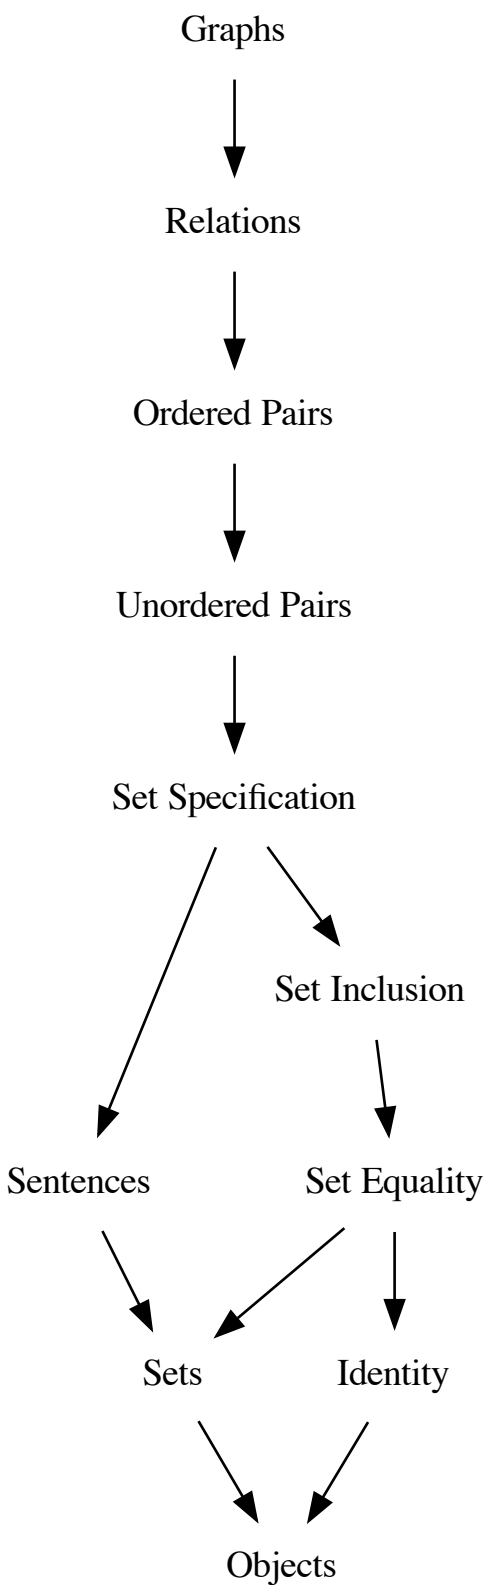 Graphs
Relations
Ordered Pairs
Unordered Pairs
Set Specification
Set Inclusion
Sentences
Set Equality
Sets
Identity
Objects